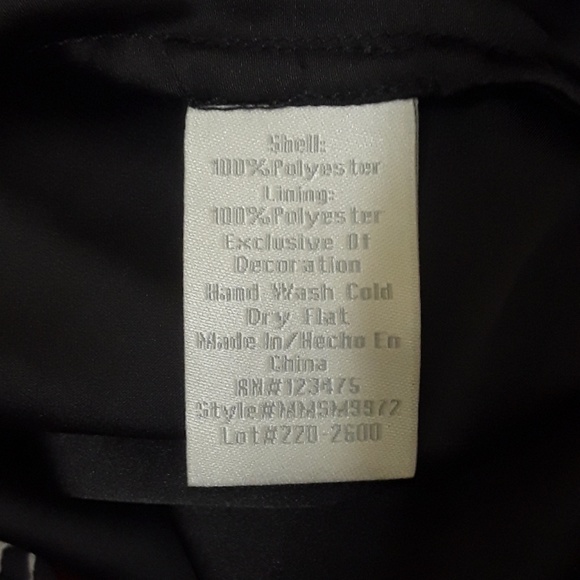 Shell:
100%Polyester
Lining:
100%Polyester
Exclusive Of
Decoration
Hand Wash Cold
Dry Flat
Made In/Hecho En
China
RN#123475
Style#MMSM9972
Lot#220-2600